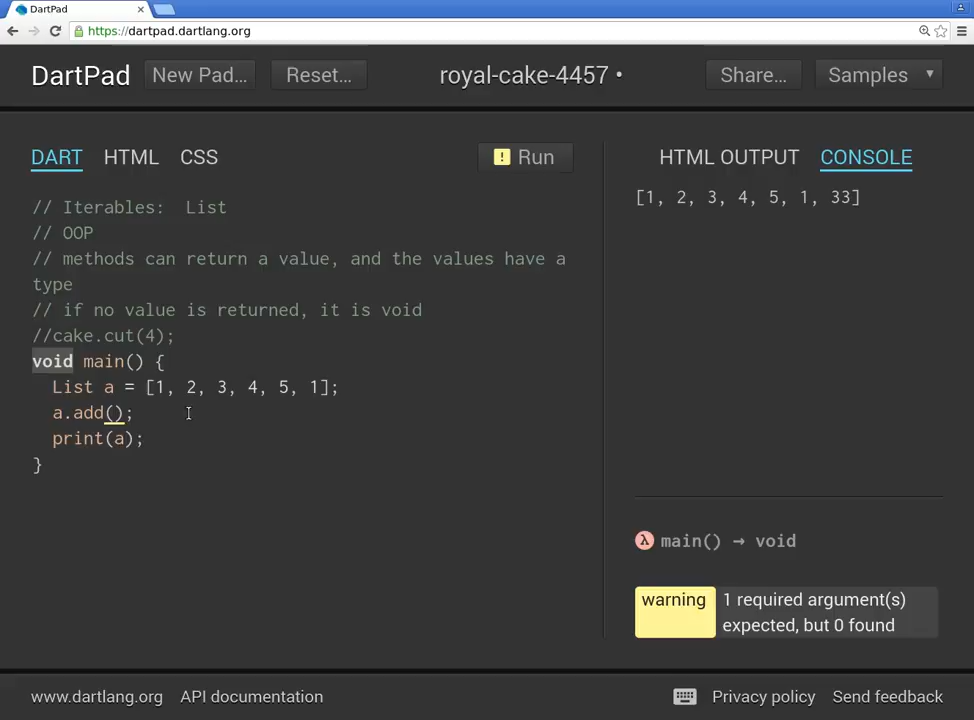 DartPad
https://dartpad.dartlang.org
DartPad New Pad... Reset... royal-cake-4457 • Share... Samples
DART HTML CSS ! Run HTML OUTPUT CONSOLE
[1, 2, 3, 4, 5, 1, 33]
// Iterables:  List
// OOP
// methods can return a value, and the values have a
type
// if no value is returned, it is void
//cake.cut(4);
void main() {
  List a = [1, 2, 3, 4, 5, 1];
  a.add();
  print(a);
}
λ main() → void
warning 1 required argument(s)
expected, but 0 found
www.dartlang.org API documentation Privacy policy Send feedback